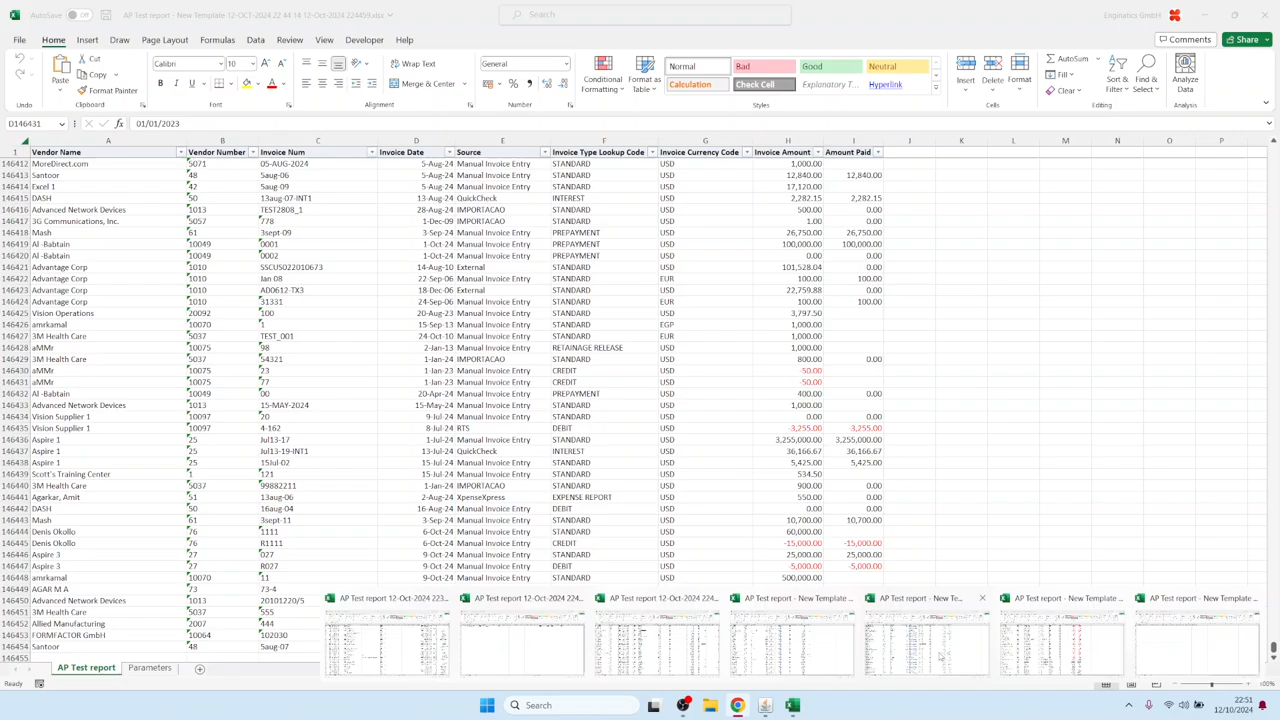 AutoSave Off AP Test report - New Template 12-OCT-2024 22 44 14 12-Oct-2024 224459.xlsx Search Enginatics GmbH
File Home Insert Draw Page Layout Formulas Data Review View Developer Help Comments Share
Paste Cut Copy Format Painter Calibri 10 Wrap Text Merge & Center General Conditional Formatting Format as Table Normal Bad Good Neutral Calculation Check Cell Explanatory T... Hyperlink Insert Delete Format AutoSum Fill Clear Sort & Filter Find & Select Analyze Data
Undo Clipboard Font Alignment Number Styles Cells Editing Analysis
D146431 fx 01/01/2023
A B C D E F G H I J K L M N O P
1 Vendor Name Vendor Number Invoice Num Invoice Date Source Invoice Type Lookup Code Invoice Currency Code Invoice Amount Amount Paid
146412 MoreDirect.com 5071 05-AUG-2024 5-Aug-24 Manual Invoice Entry STANDARD USD 1,000.00
146413 Santoor 48 5aug-06 5-Aug-24 Manual Invoice Entry STANDARD USD 12,840.00 12,840.00
146414 Excel 1 42 5aug-09 5-Aug-24 Manual Invoice Entry STANDARD USD 17,120.00
146415 DASH 50 13aug-07-INT1 13-Aug-24 QuickCheck INTEREST USD 2,282.15 2,282.15
146416 Advanced Network Devices 1013 TEST2808_1 28-Aug-24 IMPORTACAO STANDARD USD 500.00 0.00
146417 3G Communications, Inc. 5057 778 1-Dec-09 IMPORTACAO STANDARD USD 1.00 0.00
146418 Mash 61 3sept-09 3-Sep-24 Manual Invoice Entry PREPAYMENT USD 26,750.00 26,750.00
146419 Al -Babtain 10049 0001 1-Oct-24 Manual Invoice Entry PREPAYMENT USD 100,000.00 100,000.00
146420 Al -Babtain 10049 0002 1-Oct-24 Manual Invoice Entry PREPAYMENT USD 0.00 0.00
146421 Advantage Corp 1010 SSCUS022010673 14-Aug-10 External STANDARD USD 101,528.04 0.00
146422 Advantage Corp 1010 Jan 08 22-Sep-06 Manual Invoice Entry STANDARD EUR 100.00 100.00
146423 Advantage Corp 1010 AD0612-TX3 18-Dec-06 External STANDARD USD 22,759.88 0.00
146424 Advantage Corp 1010 31331 24-Sep-06 Manual Invoice Entry STANDARD EUR 100.00 100.00
146425 Vision Operations 20092 100 20-Aug-23 Manual Invoice Entry STANDARD USD 3,797.50
146426 amrkamal 10070 1 15-Sep-13 Manual Invoice Entry STANDARD EGP 1,000.00
146427 3M Health Care 5037 TEST_001 24-Oct-10 Manual Invoice Entry STANDARD EUR 1,000.00
146428 aMMr 10075 98 2-Jan-13 Manual Invoice Entry RETAINAGE RELEASE USD 1,000.00
146429 3M Health Care 5037 54321 1-Jan-24 IMPORTACAO STANDARD USD 800.00 0.00
146430 aMMr 10075 23 1-Jan-23 Manual Invoice Entry CREDIT USD -50.00
146431 aMMr 10075 77 1-Jan-23 Manual Invoice Entry CREDIT USD -50.00
146432 Al -Babtain 10049 00 20-Apr-24 Manual Invoice Entry PREPAYMENT USD 400.00 0.00
146433 Advanced Network Devices 1013 15-MAY-2024 15-May-24 Manual Invoice Entry STANDARD USD 1,000.00
146434 Vision Supplier 1 10097 20 9-Jul-24 Manual Invoice Entry STANDARD USD 0.00 0.00
146435 Vision Supplier 1 10097 4-162 8-Jul-24 RTS DEBIT USD -3,255.00 -3,255.00
146436 Aspire 1 25 Jul13-17 1-Jul-24 Manual Invoice Entry STANDARD USD 3,255,000.00 3,255,000.00
146437 Aspire 1 25 Jul13-19-INT1 13-Jul-24 QuickCheck INTEREST USD 36,166.67 36,166.67
146438 Aspire 1 25 15Jul-02 15-Jul-24 Manual Invoice Entry STANDARD USD 5,425.00 5,425.00
146439 Scott's Training Center 1 121 15-Jul-24 Manual Invoice Entry STANDARD USD 534.50
146440 3M Health Care 5037 99882211 1-Jan-24 IMPORTACAO STANDARD USD 900.00 0.00
146441 Agarkar, Amit 51 13aug-06 2-Aug-24 XpenseXpress EXPENSE REPORT USD 550.00 0.00
146442 DASH 50 16aug-04 16-Aug-24 Manual Invoice Entry DEBIT USD 0.00 0.00
146443 Mash 61 3sept-11 3-Sep-24 Manual Invoice Entry STANDARD USD 10,700.00 10,700.00
146444 Denis Okollo 76 1111 6-Oct-24 Manual Invoice Entry STANDARD USD 60,000.00
146445 Denis Okollo 76 R1111 6-Oct-24 Manual Invoice Entry CREDIT USD -15,000.00 -15,000.00
146446 Aspire 3 27 027 9-Oct-24 Manual Invoice Entry STANDARD USD 25,000.00 25,000.00
146447 Aspire 3 27 R027 9-Oct-24 Manual Invoice Entry DEBIT USD -5,000.00 -5,000.00
146448 amrkamal 10070 11 9-Oct-24 Manual Invoice Entry STANDARD USD 500,000.00
146449 AGAR M A 73 73-4
146450 Advanced Network Devices 1013 20101220/5
146451 3M Health Care 5037 555
146452 Allied Manufacturing 2007 444
146453 FORMFACTOR GmbH 10064 102030
146454 Santoor 48 5aug-07
146455
AP Test report 12-Oct-2024 223... AP Test report 12-Oct-2024 224... AP Test report 12-Oct-2024 224... AP Test report - New Template ... AP Test report - New Te... AP Test report - New Template ... AP Test report - New Template ...
AP Test report Parameters
Ready 100%
Search 22:51
12/10/2024